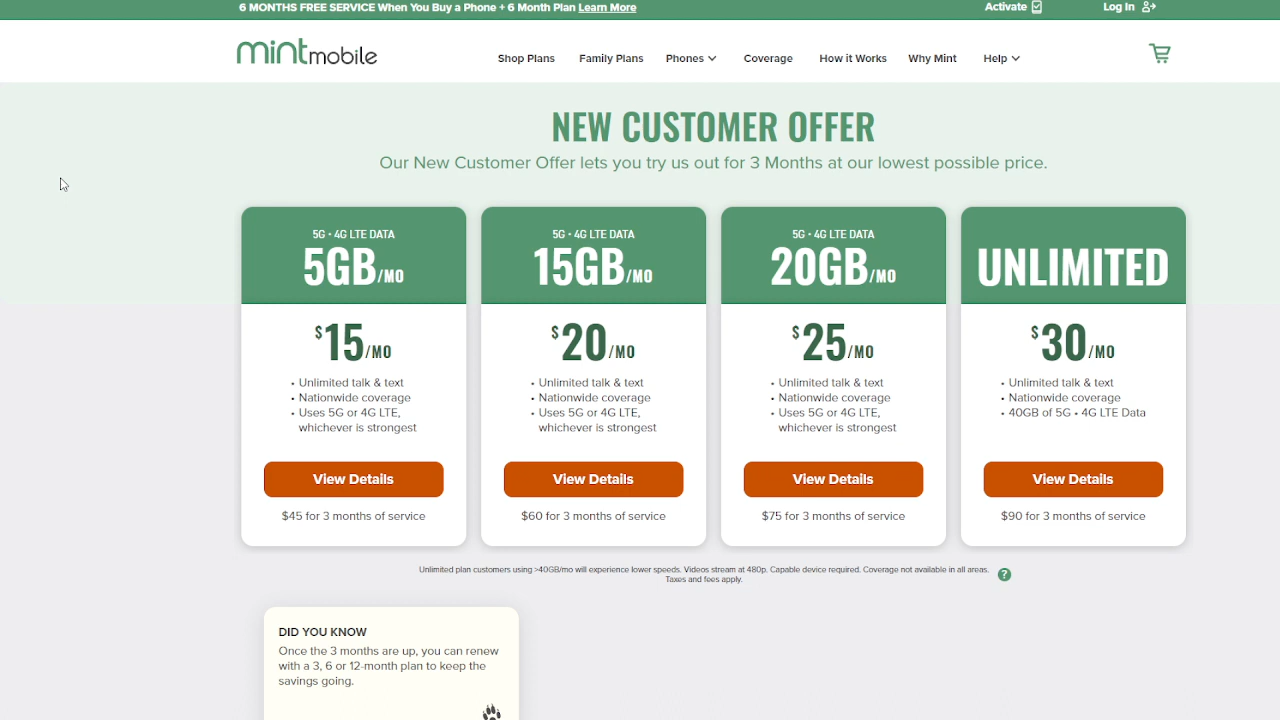 6 MONTHS FREE SERVICE When You Buy a Phone + 6 Month Plan Learn More
Activate
Log In
mintmobile
Shop Plans
Family Plans
Phones
Coverage
How it Works
Why Mint
Help
NEW CUSTOMER OFFER
Our New Customer Offer lets you try us out for 3 Months at our lowest possible price.
5G • 4G LTE DATA
5GB/MO
$15/MO
• Unlimited talk & text
• Nationwide coverage
• Uses 5G or 4G LTE,
whichever is strongest
View Details
$45 for 3 months of service
5G • 4G LTE DATA
15GB/MO
$20/MO
• Unlimited talk & text
• Nationwide coverage
• Uses 5G or 4G LTE,
whichever is strongest
View Details
$60 for 3 months of service
5G • 4G LTE DATA
20GB/MO
$25/MO
• Unlimited talk & text
• Nationwide coverage
• Uses 5G or 4G LTE,
whichever is strongest
View Details
$75 for 3 months of service
UNLIMITED
$30/MO
• Unlimited talk & text
• Nationwide coverage
• 40GB of 5G • 4G LTE Data
View Details
$90 for 3 months of service
Unlimited plan customers using >40GB/mo will experience lower speeds. Videos stream at 480p. Capable device required. Coverage not available in all areas.
Taxes and fees apply.
?
DID YOU KNOW
Once the 3 months are up, you can renew
with a 3, 6 or 12-month plan to keep the
savings going.